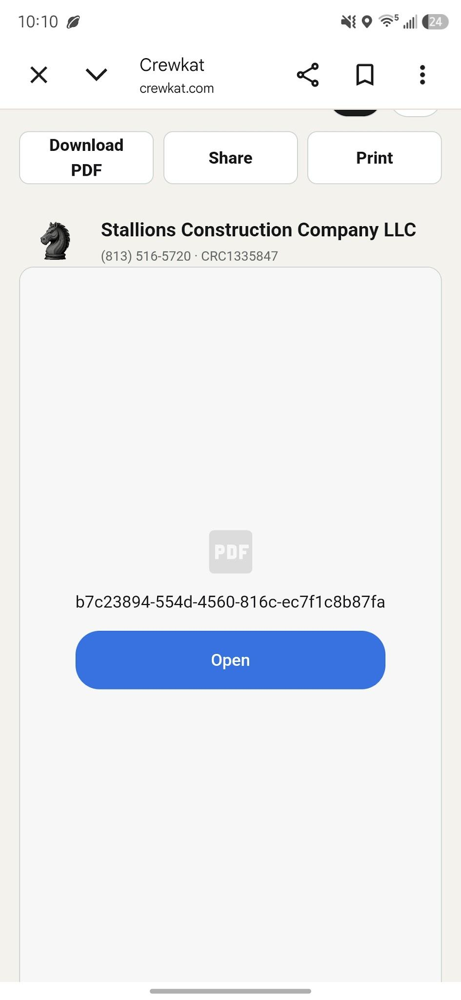 10:10
5
24
Crewkat
crewkat.com
Download
PDF
Share
Print
Stallions Construction Company LLC
(813) 516-5720 · CRC1335847
PDF
b7c23894-554d-4560-816c-ec7f1c8b87fa
Open